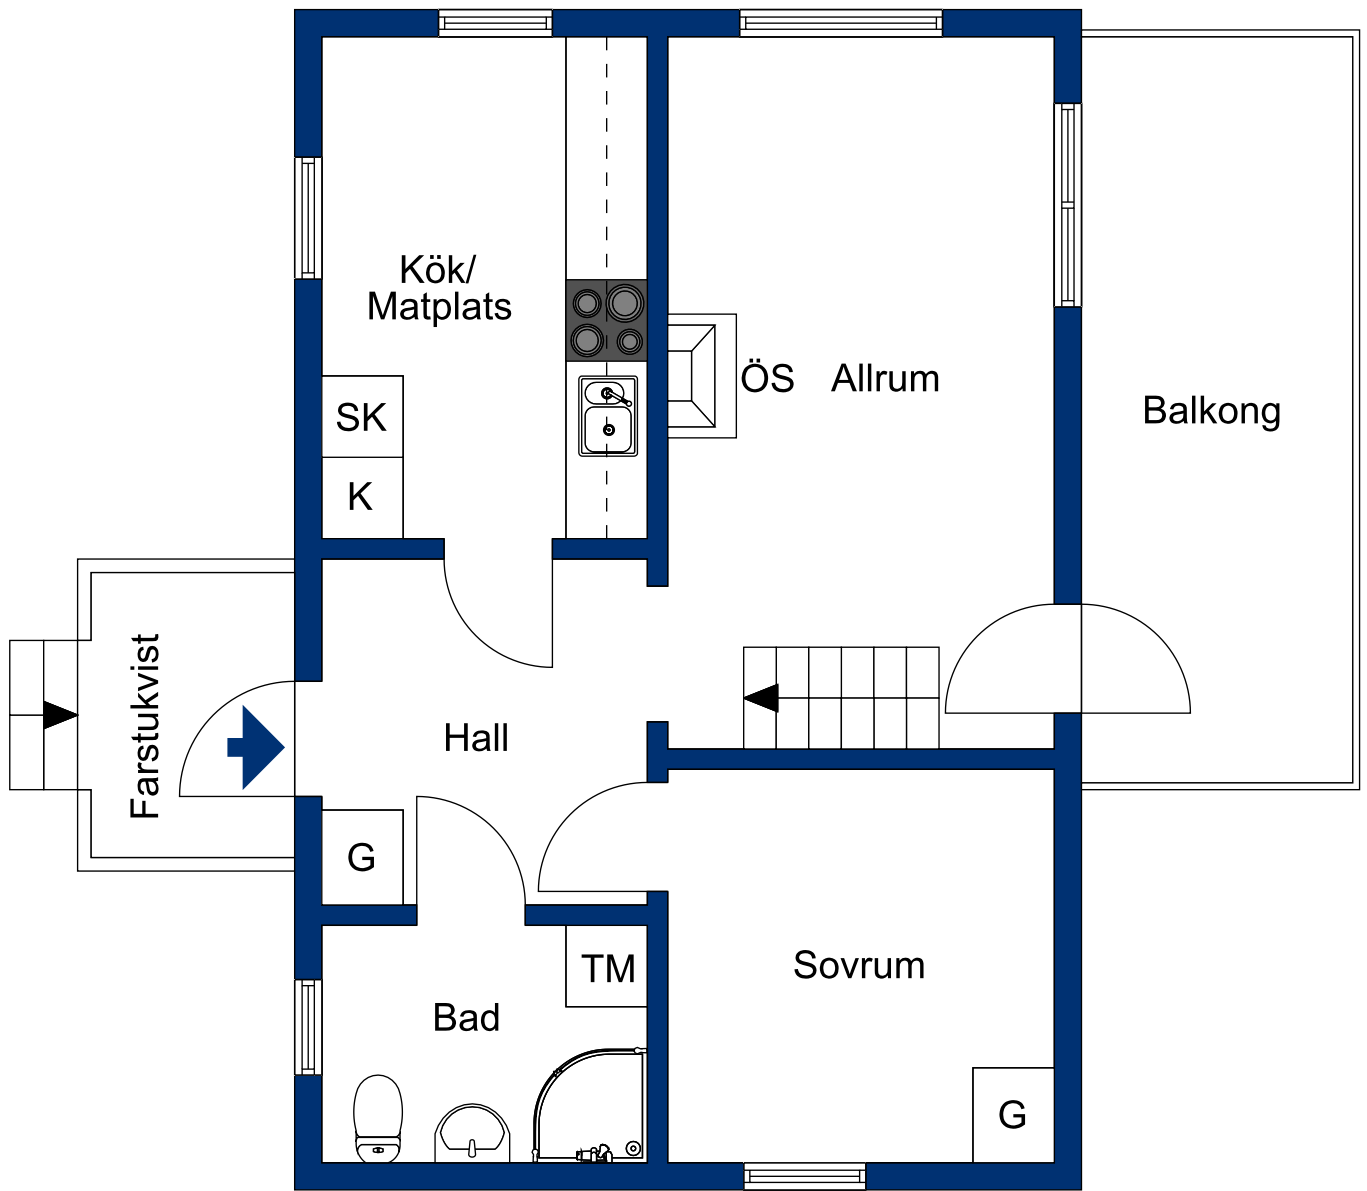 Kök/
Matplats
SK
K
ÖS
Allrum
Balkong
Farstukvist
Hall
G
TM
Bad
Sovrum
G